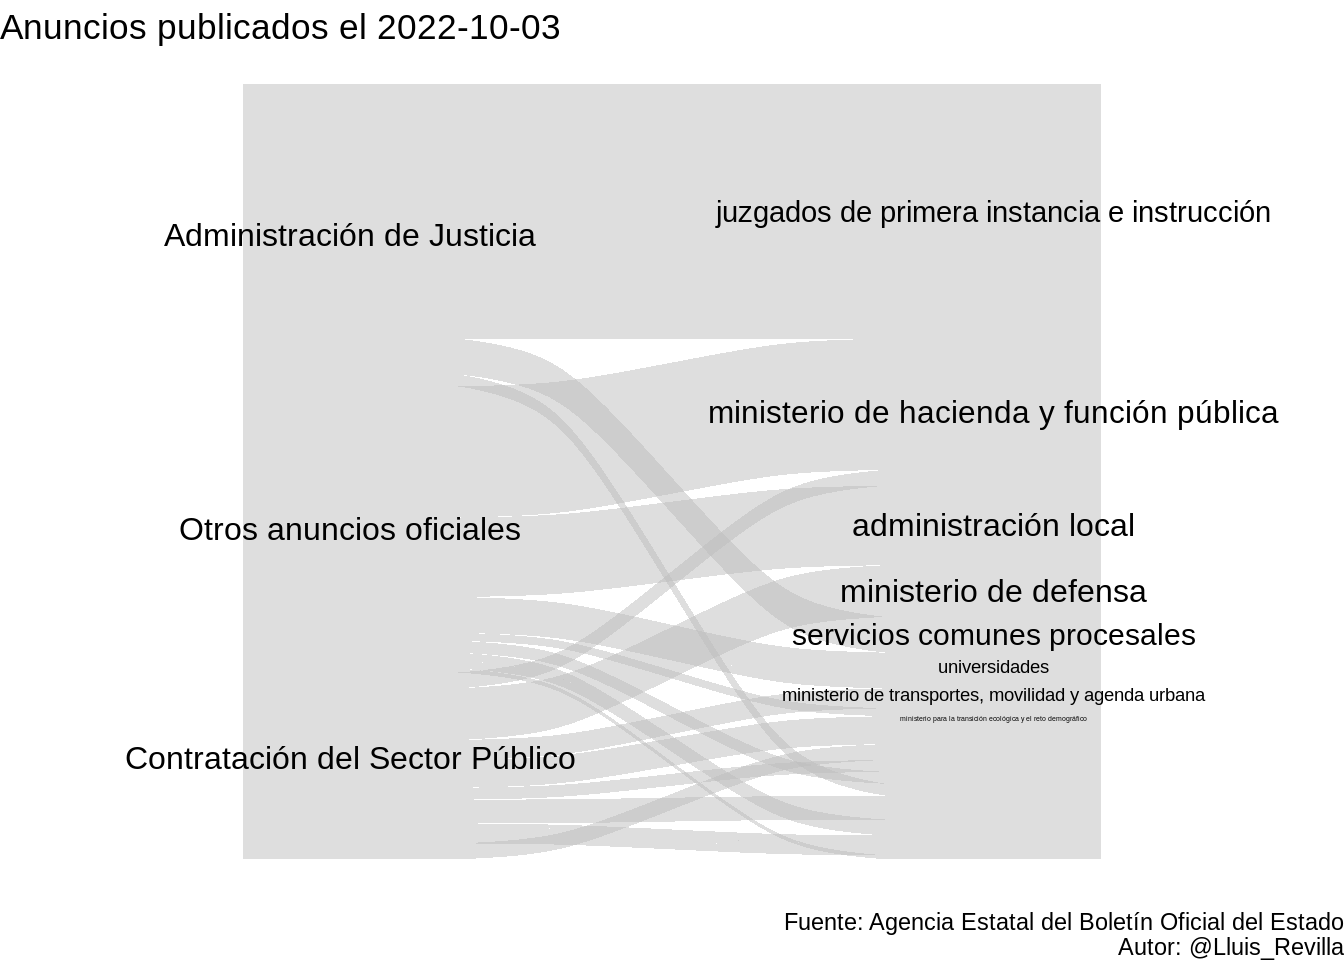 Anuncios publicados el 2022-10-03
juzgados de primera instancia e instrucción
Administración de Justicia
ministerio de hacienda y función pública
administración local
Otros anuncios oficiales
ministerio de defensa
servicios comunes procesales
universidades
ministerio de transportes, movilidad y agenda urbana
ministerio para la transición ecológica y el reto demográfico
Contratación del Sector Público
Fuente: Agencia Estatal del Boletín Oficial del Estado
Autor: @Lluis_Revilla